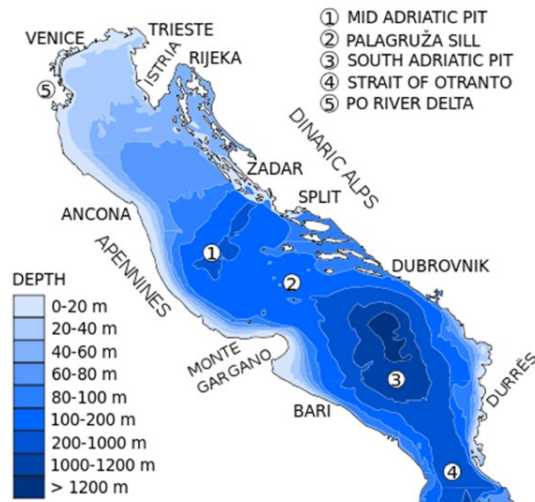 ① MID ADRIATIC PIT
② PALAGRUŽA SILL
③ SOUTH ADRIATIC PIT
④ STRAIT OF OTRANTO
⑤ PO RIVER DELTA
TRIESTE
VENICE
ISTRIA
RIJEKA
⑤
DINARIC ALPS
ZADAR
SPLIT
ANCONA
APENNINES
①
②
DUBROVNIK
DEPTH
0-20 m
20-40 m
40-60 m
60-80 m
80-100 m
100-200 m
200-1000 m
1000-1200 m
> 1200 m
MONTE
GARGANO
③
BARI
DURRËS
④